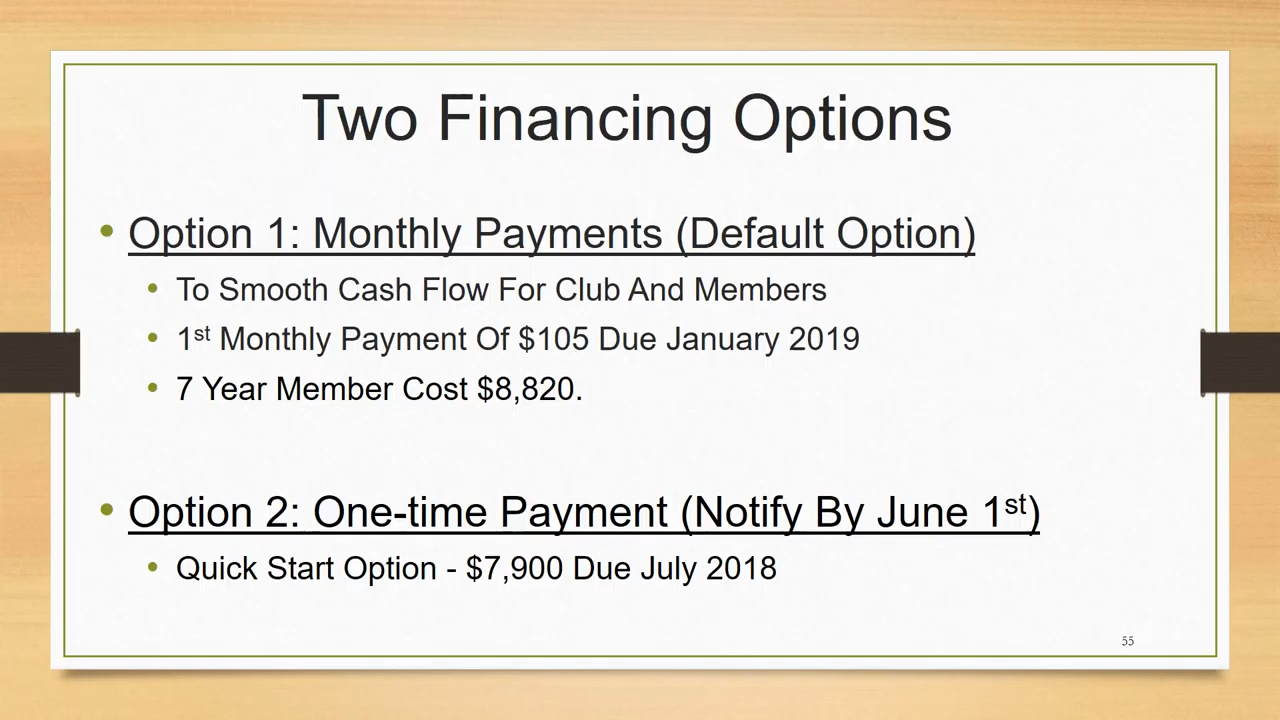 Two Financing Options
• Option 1: Monthly Payments (Default Option)
• To Smooth Cash Flow For Club And Members
• 1st Monthly Payment Of $105 Due January 2019
• 7 Year Member Cost $8,820.
• Option 2: One-time Payment (Notify By June 1st)
• Quick Start Option - $7,900 Due July 2018
55